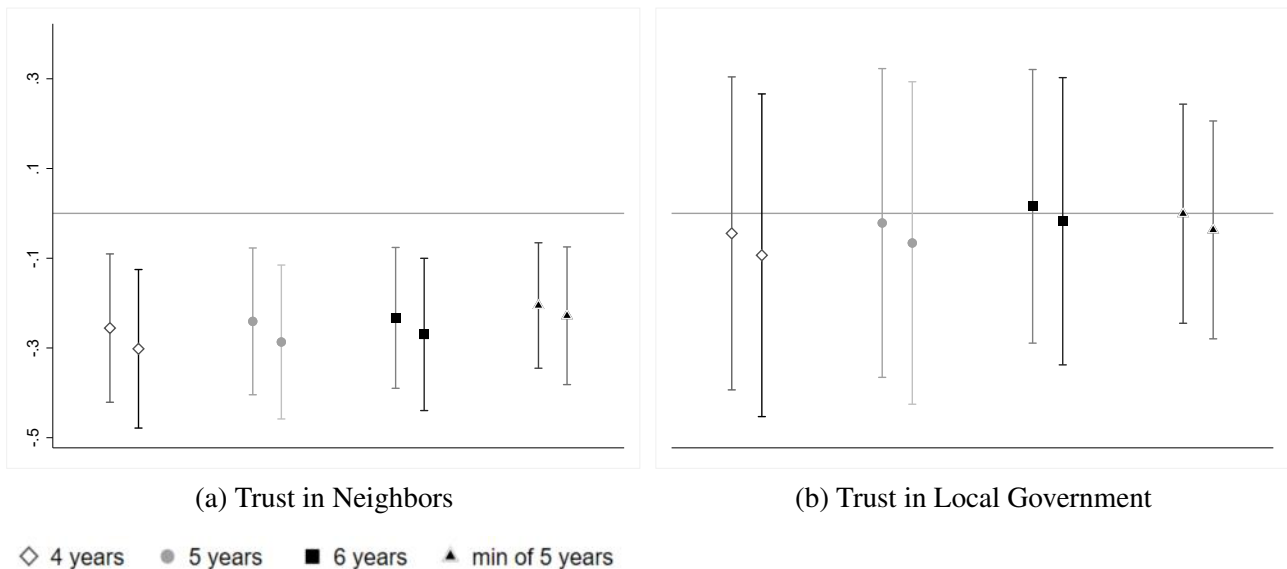 .3
.1
-.1
-.3
-.5
(a) Trust in Neighbors
(b) Trust in Local Government
4 years 5 years 6 years min of 5 years